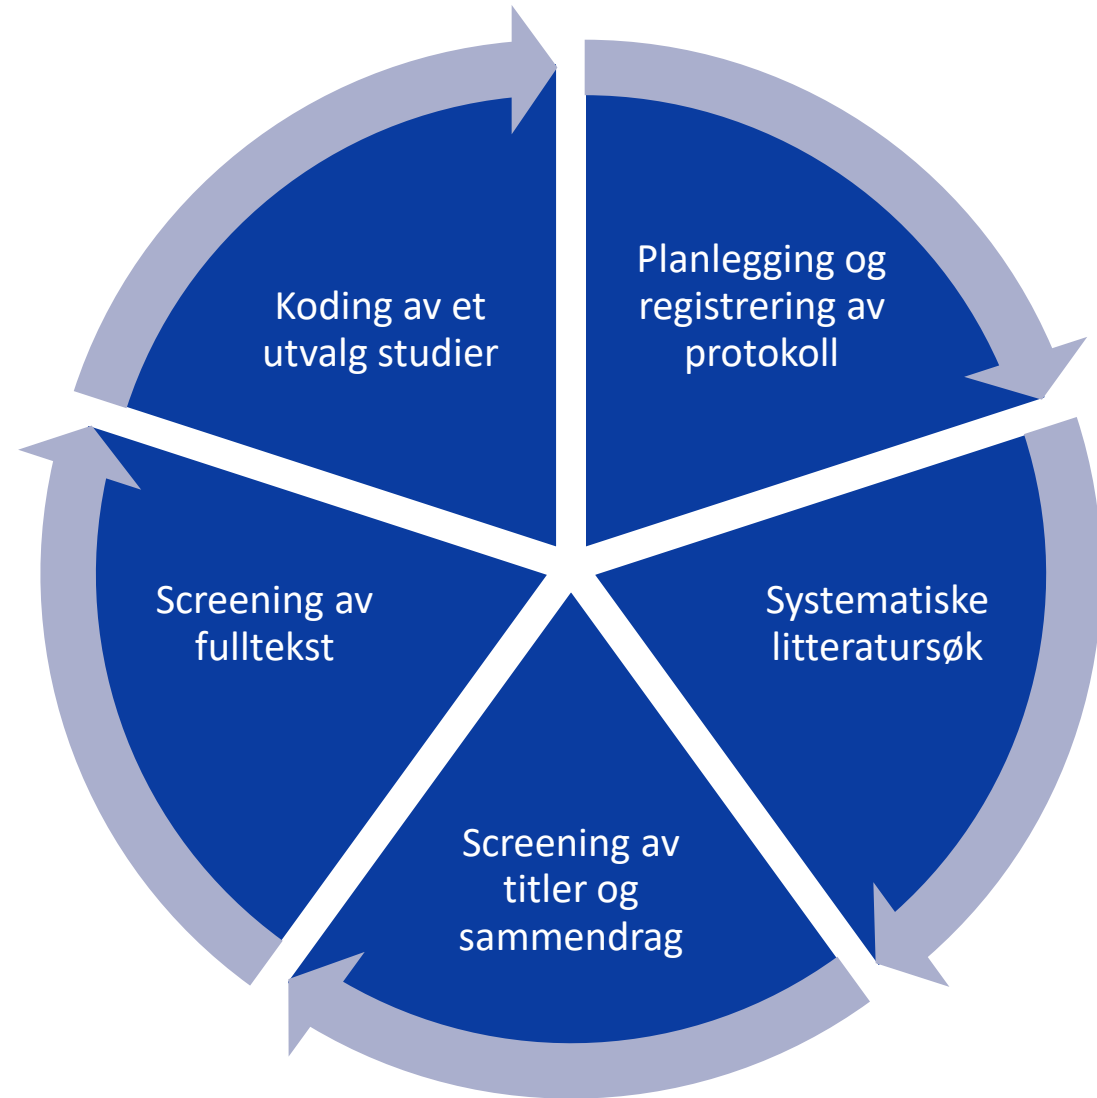 Planlegging og
registrering av
protokoll
Systematiske
litteratursøk
Screening av
titler og
sammendrag
Screening av
fulltekst
Koding av et
utvalg studier